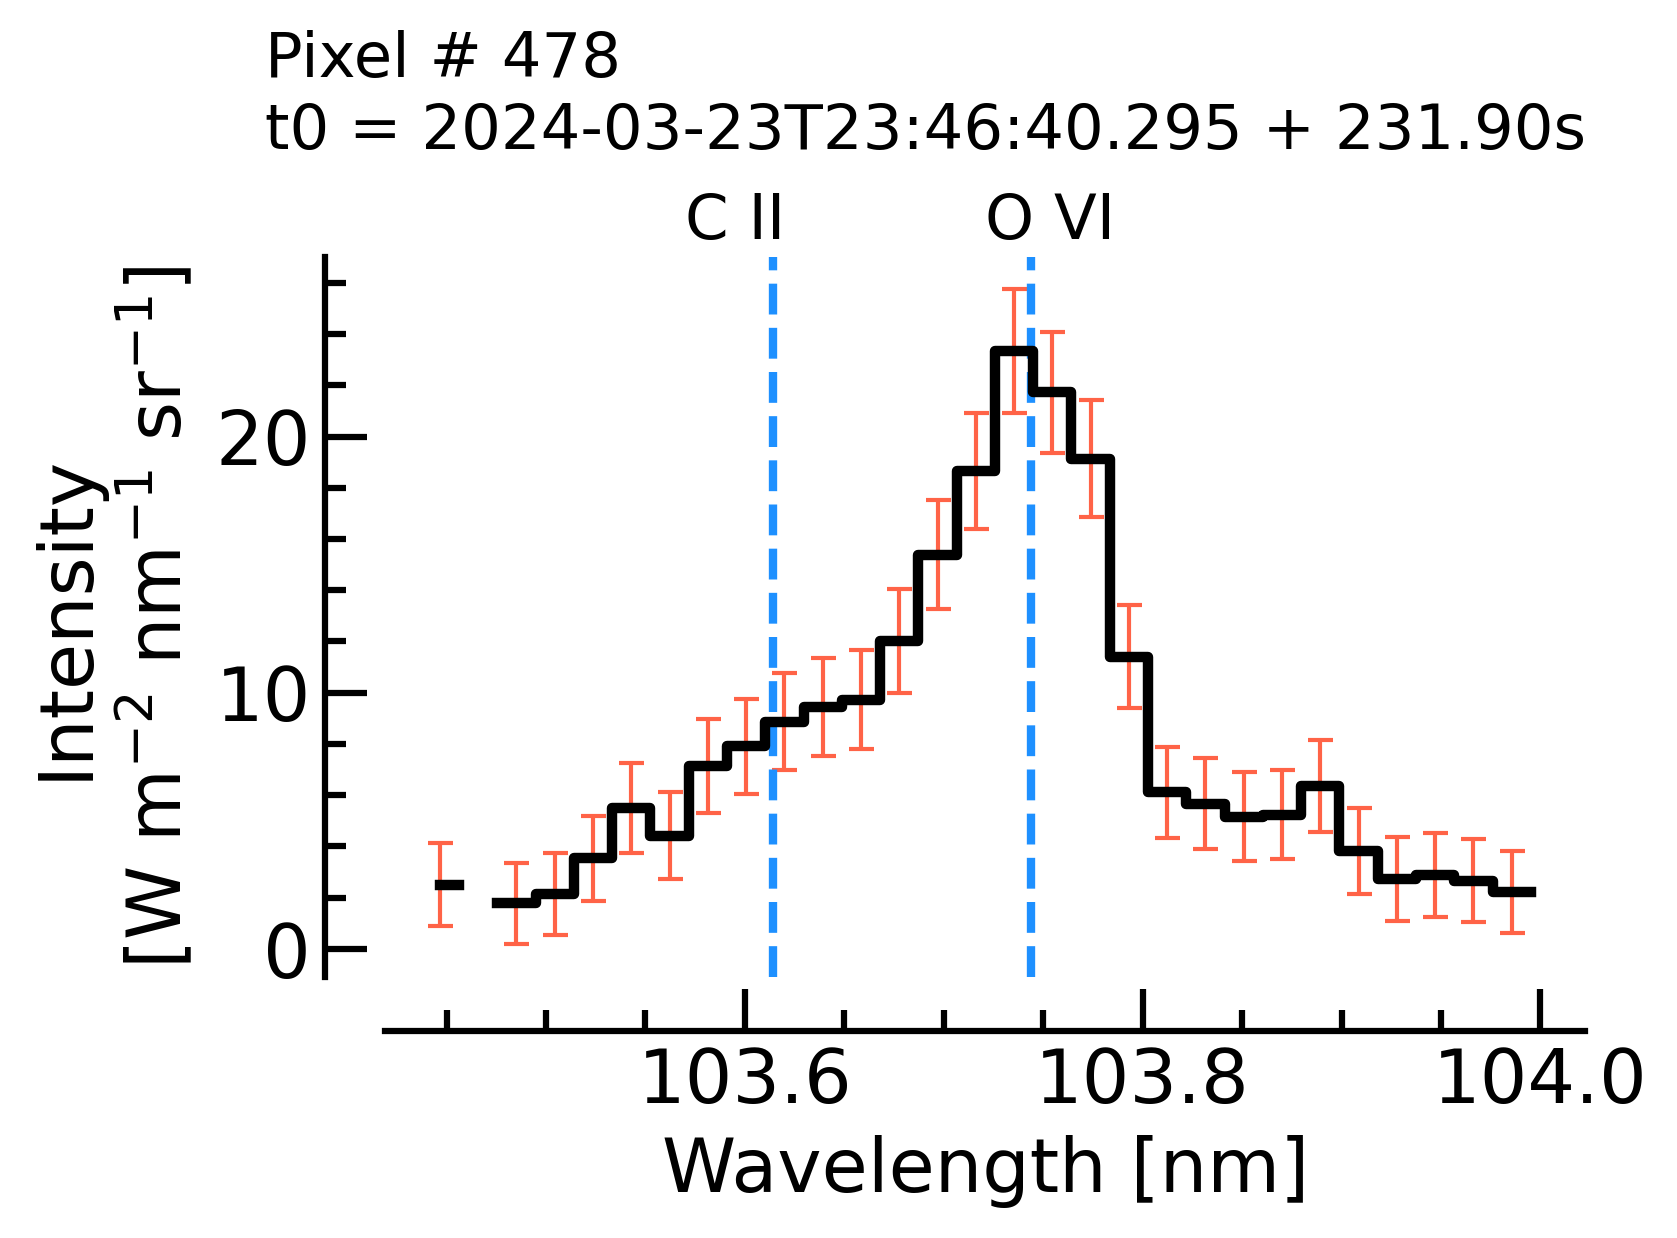 Pixel # 478
t0 = 2024-03-23T23:46:40.295 + 231.90s
C II
O VI
Intensity
[W m⁻² nm⁻¹ sr⁻¹]
20
10
0
103.6
103.8
104.0
Wavelength [nm]